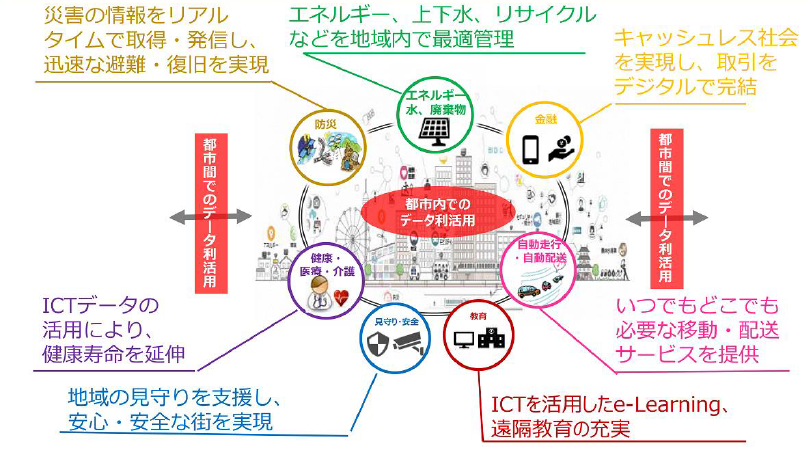 災害の情報をリアル
タイムで取得・発信し、
迅速な避難・復旧を実現
エネルギー、上下水、リサイクル
などを地域内で最適管理
キャッシュレス社会
を実現し、取引を
デジタルで完結
防災
エネルギー
水、廃棄物
金融
都市間でのデータ利活用
都市内での
データ利活用
都市間でのデータ利活用
健康・
医療・介護
自動走行
・自動配送
見守り・安全
教育
ICTデータの
活用により、
健康寿命を延伸
いつでもどこでも
必要な移動・配送
サービスを提供
地域の見守りを支援し、
安心・安全な街を実現
ICTを活用したe-Learning、
遠隔教育の充実